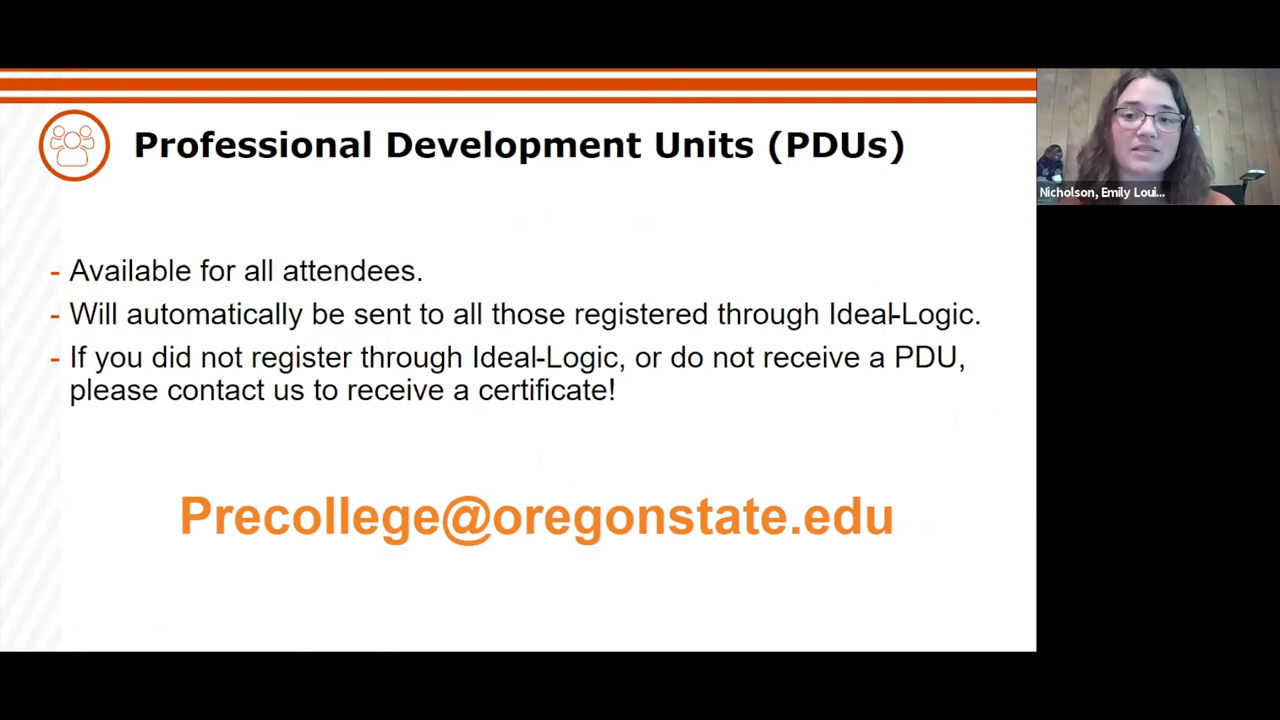 Professional Development Units (PDUs)
- Available for all attendees.
- Will automatically be sent to all those registered through Ideal-Logic.
- If you did not register through Ideal-Logic, or do not receive a PDU,
please contact us to receive a certificate!
Precollege@oregonstate.edu
Nicholson, Emily Loui...